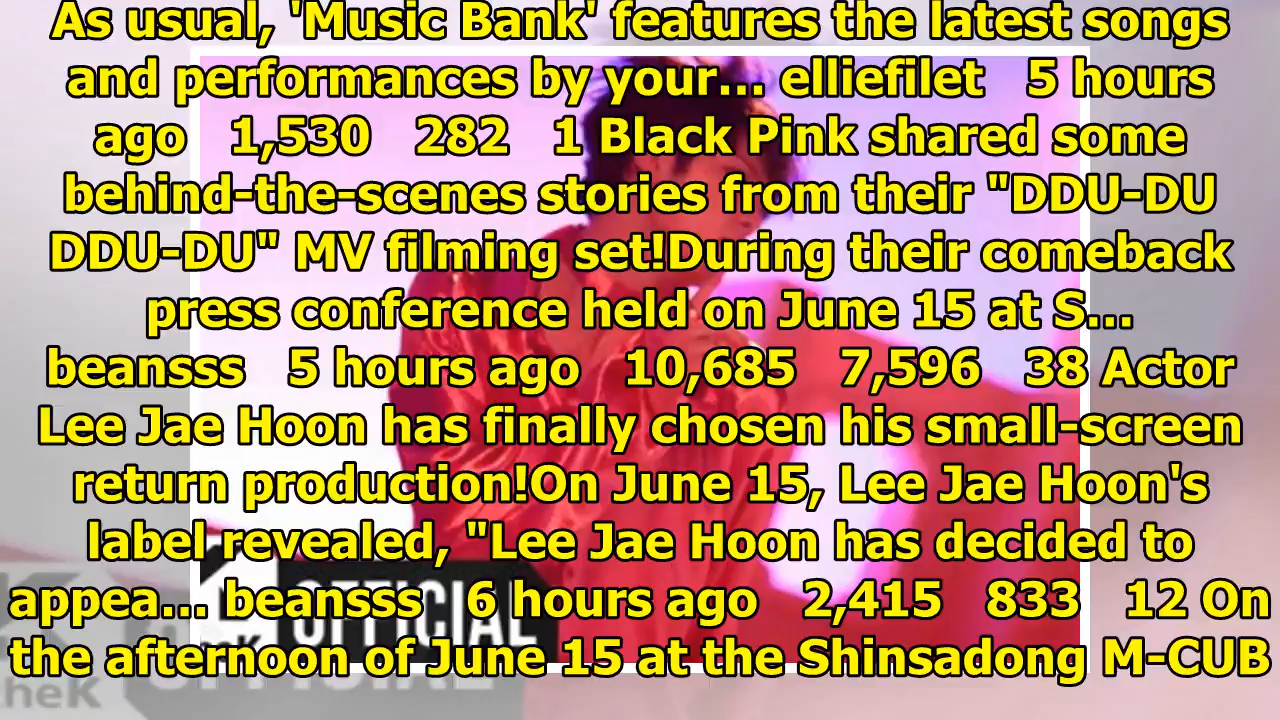 As usual, 'Music Bank' features the latest songs
and performances by your... elliefilet 5 hours
ago 1,530 282 1 Black Pink shared some
behind-the-scenes stories from their "DDU-DU
DDU-DU" MV filming set!During their comeback
press conference held on June 15 at S...
beansss 5 hours ago 10,685 7,596 38 Actor
Lee Jae Hoon has finally chosen his small-screen
return production!On June 15, Lee Jae Hoon's
label revealed, "Lee Jae Hoon has decided to
appea... beansss 6 hours ago 2,415 833 12 On
OFFICIAL
the afternoon of June 15 at the Shinsadong M-CUB
theK